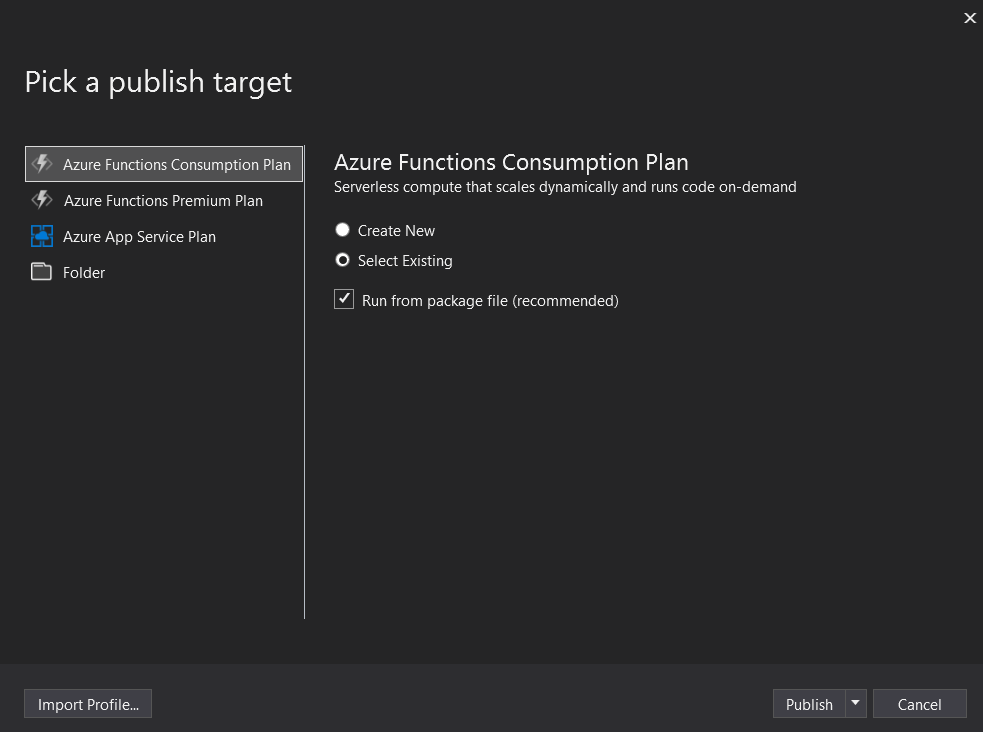 Pick a publish target
Azure Functions Consumption Plan
Azure Functions Premium Plan
Azure App Service Plan
Folder
Azure Functions Consumption Plan
Serverless compute that scales dynamically and runs code on-demand
Create New
Select Existing
Run from package file (recommended)
Import Profile...
Publish
Cancel